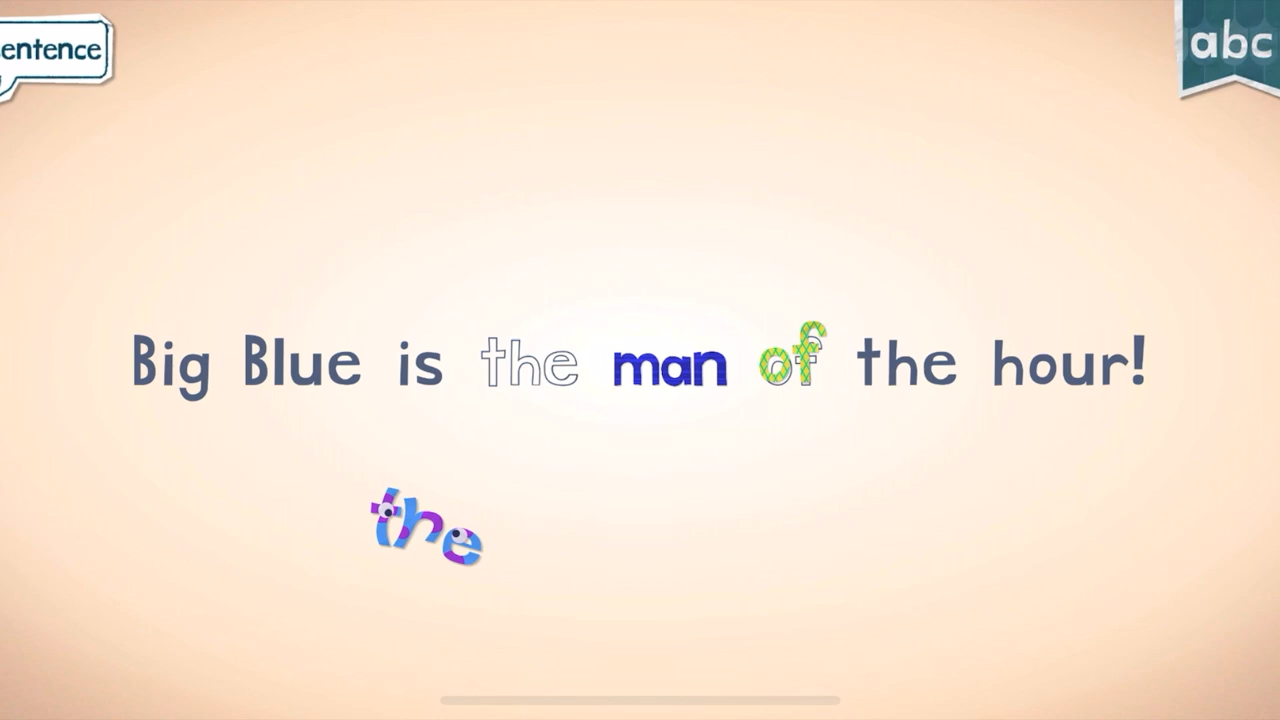 entence
abc
Big Blue is the man of the hour!
the